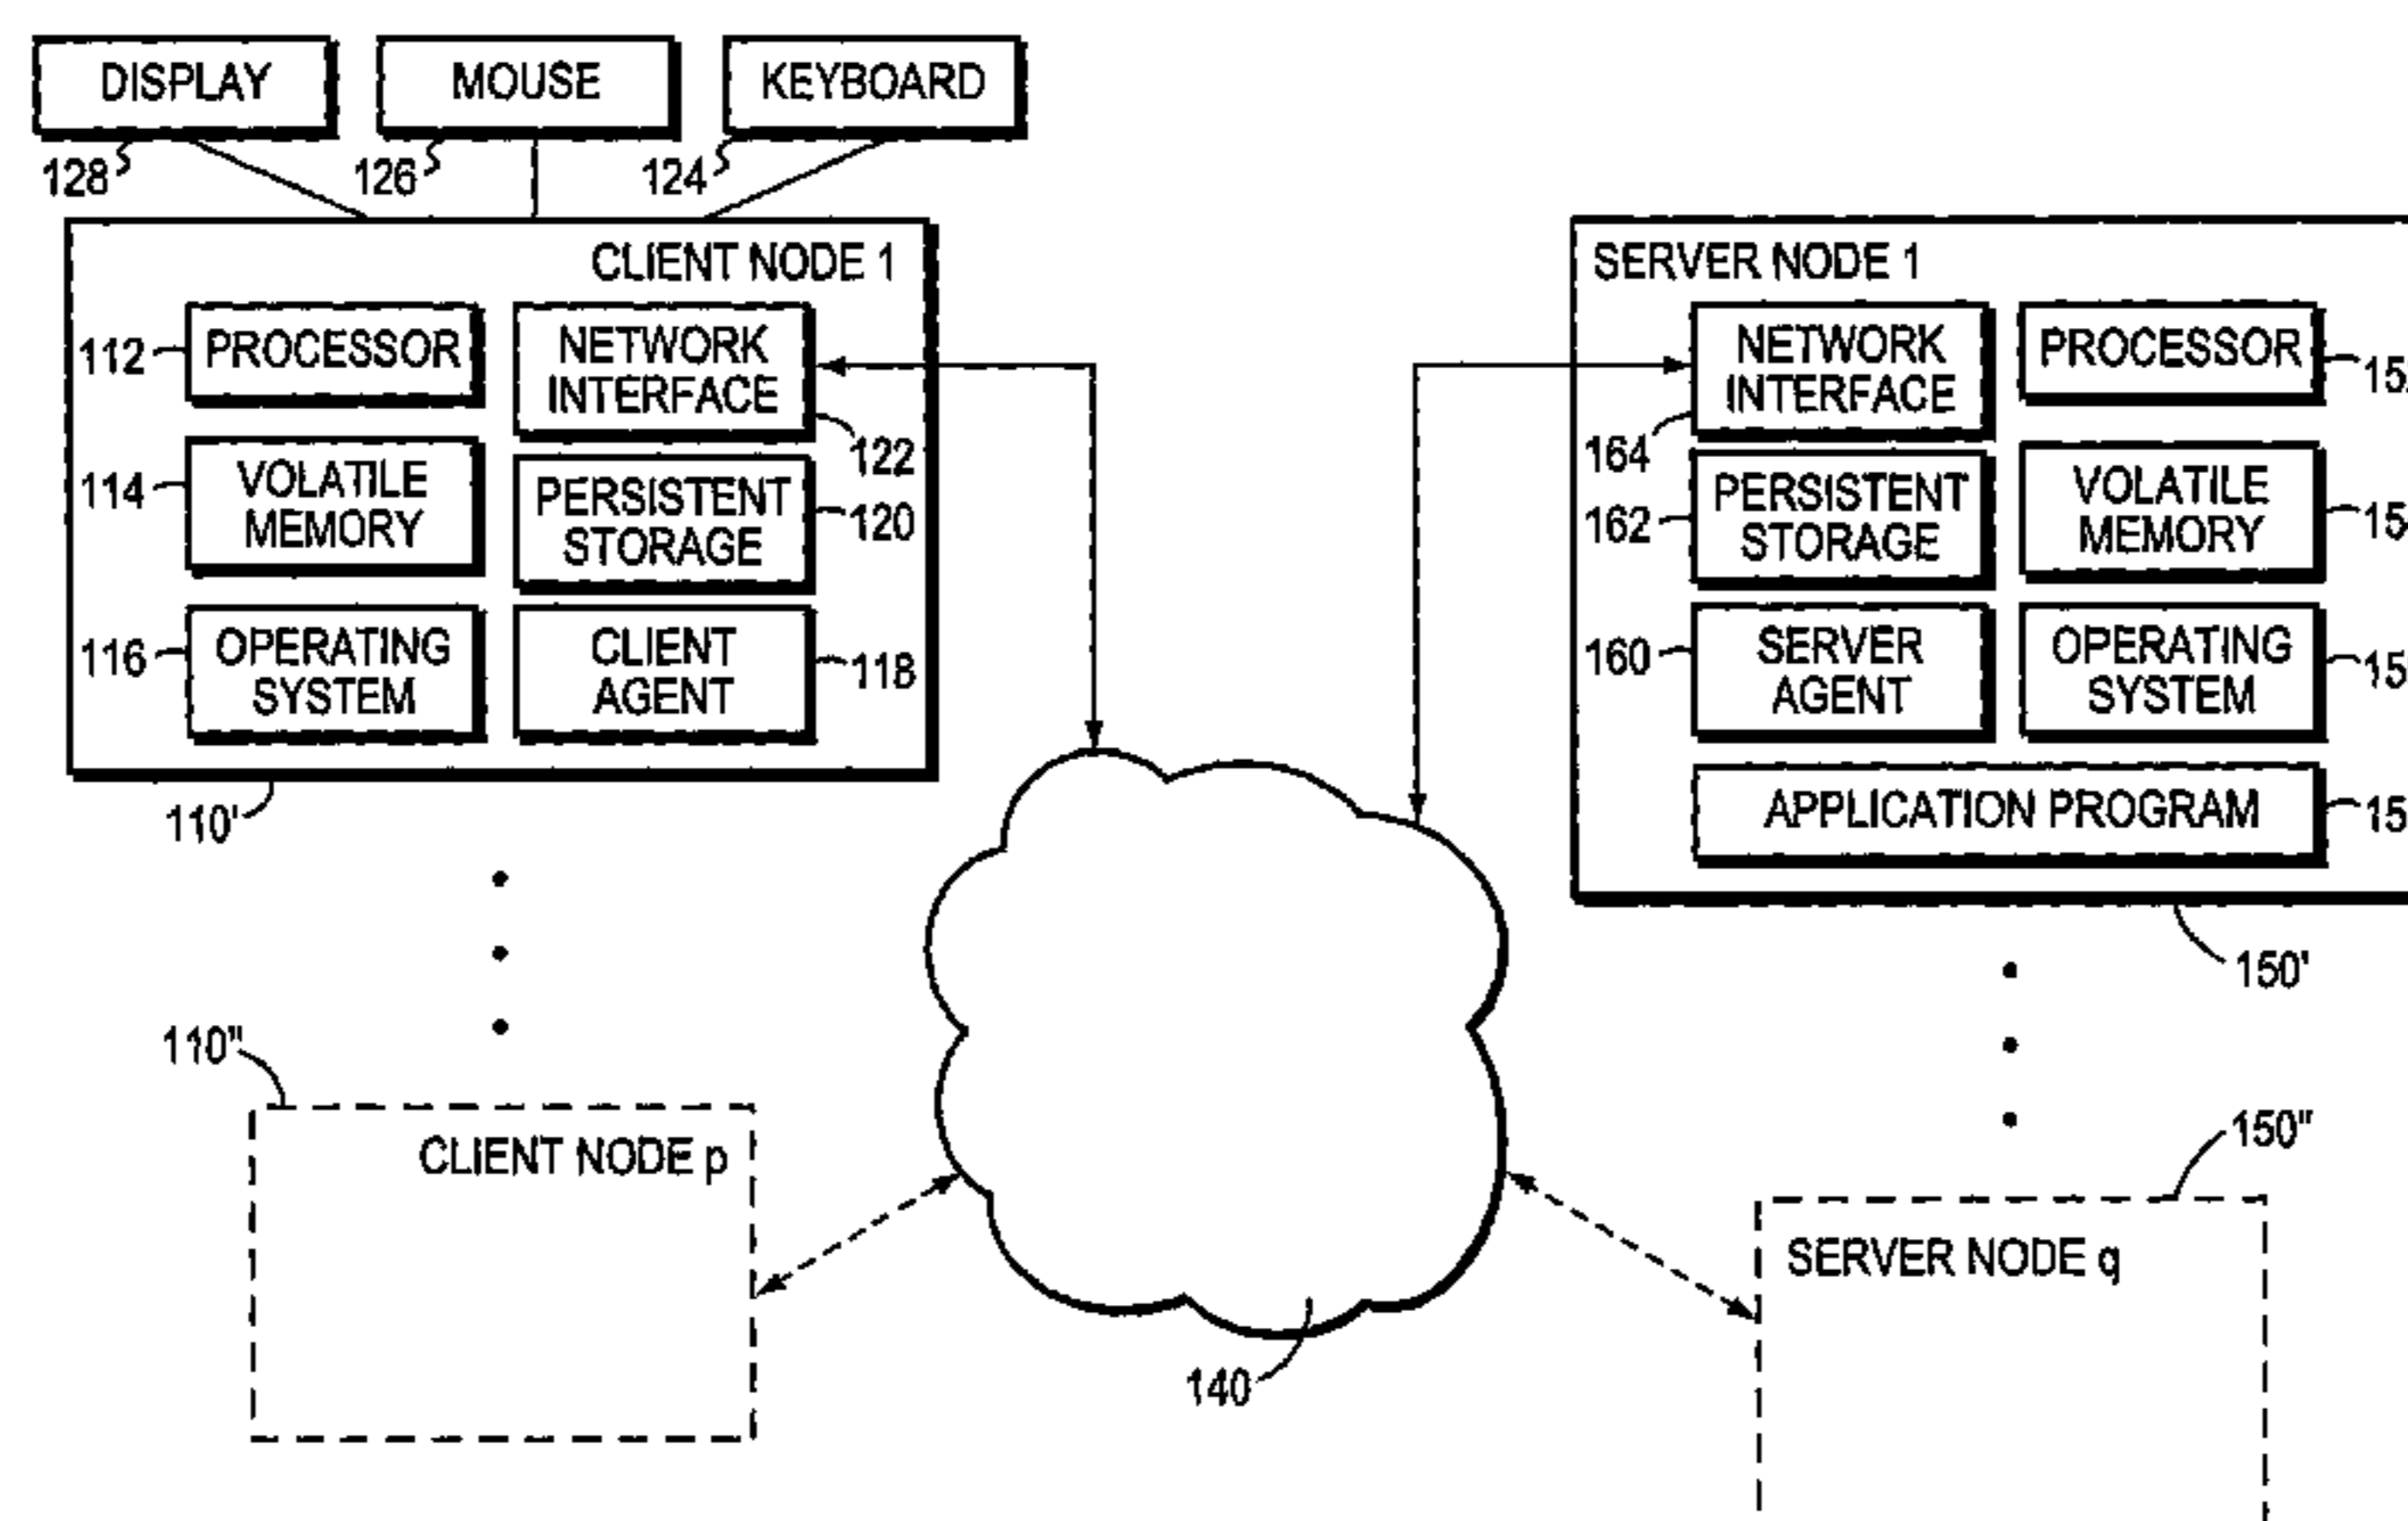 DISPLAY
MOUSE
KEYBOARD
128
126
124
CLIENT NODE 1
112
PROCESSOR
NETWORK
INTERFACE
122
114
VOLATILE
MEMORY
PERSISTENT
STORAGE
120
116
OPERATING
SYSTEM
CLIENT
AGENT
118
110'
SERVER NODE 1
NETWORK
INTERFACE
164
PROCESSOR
162
PERSISTENT
STORAGE
VOLATILE
MEMORY
160
SERVER
AGENT
OPERATING
SYSTEM
APPLICATION PROGRAM
150'
110"
CLIENT NODE p
140
150"
SERVER NODE q